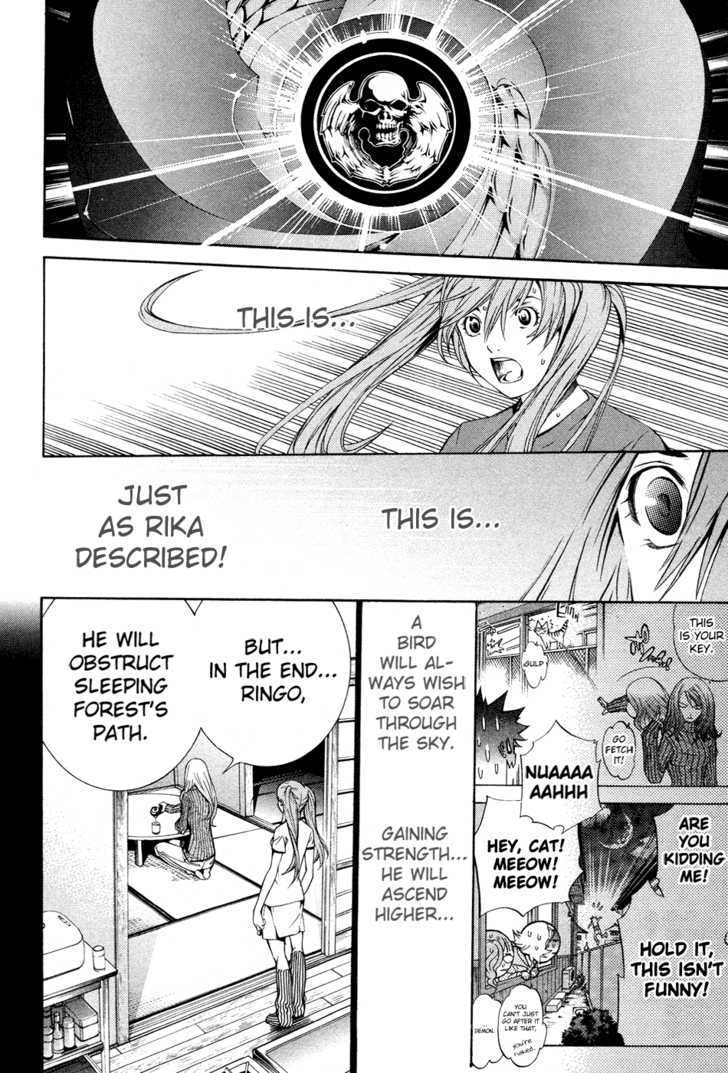 THIS IS...
THIS IS...
JUST
AS RIKA
DESCRIBED!
THIS
IS YOUR
KEY.
GO
FETCH
IT!
GULP
NUAAAA
AAHHH
ARE
YOU
KIDDING
ME!
HOLD IT,
THIS ISN'T
FUNNY!
HEY, CAT!
MEEOW!
MEEOW!
YOU
CAN'T JUST
GO AFTER IT
LIKE THAT,
you're naked.
DEMON.
A
BIRD
WILL AL-
WAYS WISH
TO SOAR
THROUGH
THE SKY.
GAINING
STRENGTH...
HE WILL
ASCEND
HIGHER...
BUT...
IN THE END...
RINGO,
HE WILL
OBSTRUCT
SLEEPING
FOREST'S
PATH.